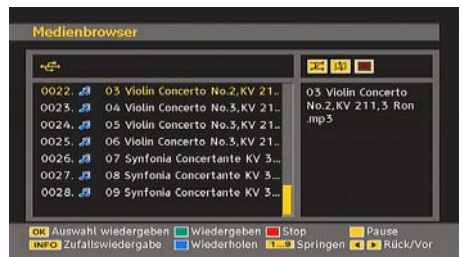 Medienbrowser
0022. 03 Violin Concerto No.2,KV 21..
0023. 04 Violin Concerto No.3,KV 21..
0024. 05 Violin Concerto No.3,KV 21..
0025. 06 Violin Concerto No.3,KV 21..
0026. 07 Synfonia Concertante KV 3...
0027. 08 Synfonia Concertante KV 3...
0028. 09 Synfonia Concertante KV 3...
03 Violin Concerto
No.2,KV 211,3 Ron
.mp3
OK Auswahl wiedergeben Wiedergeben Stop Pause
INFO Zufallswiedergabe Wiederholen 1...9 Springen Rück/Vor